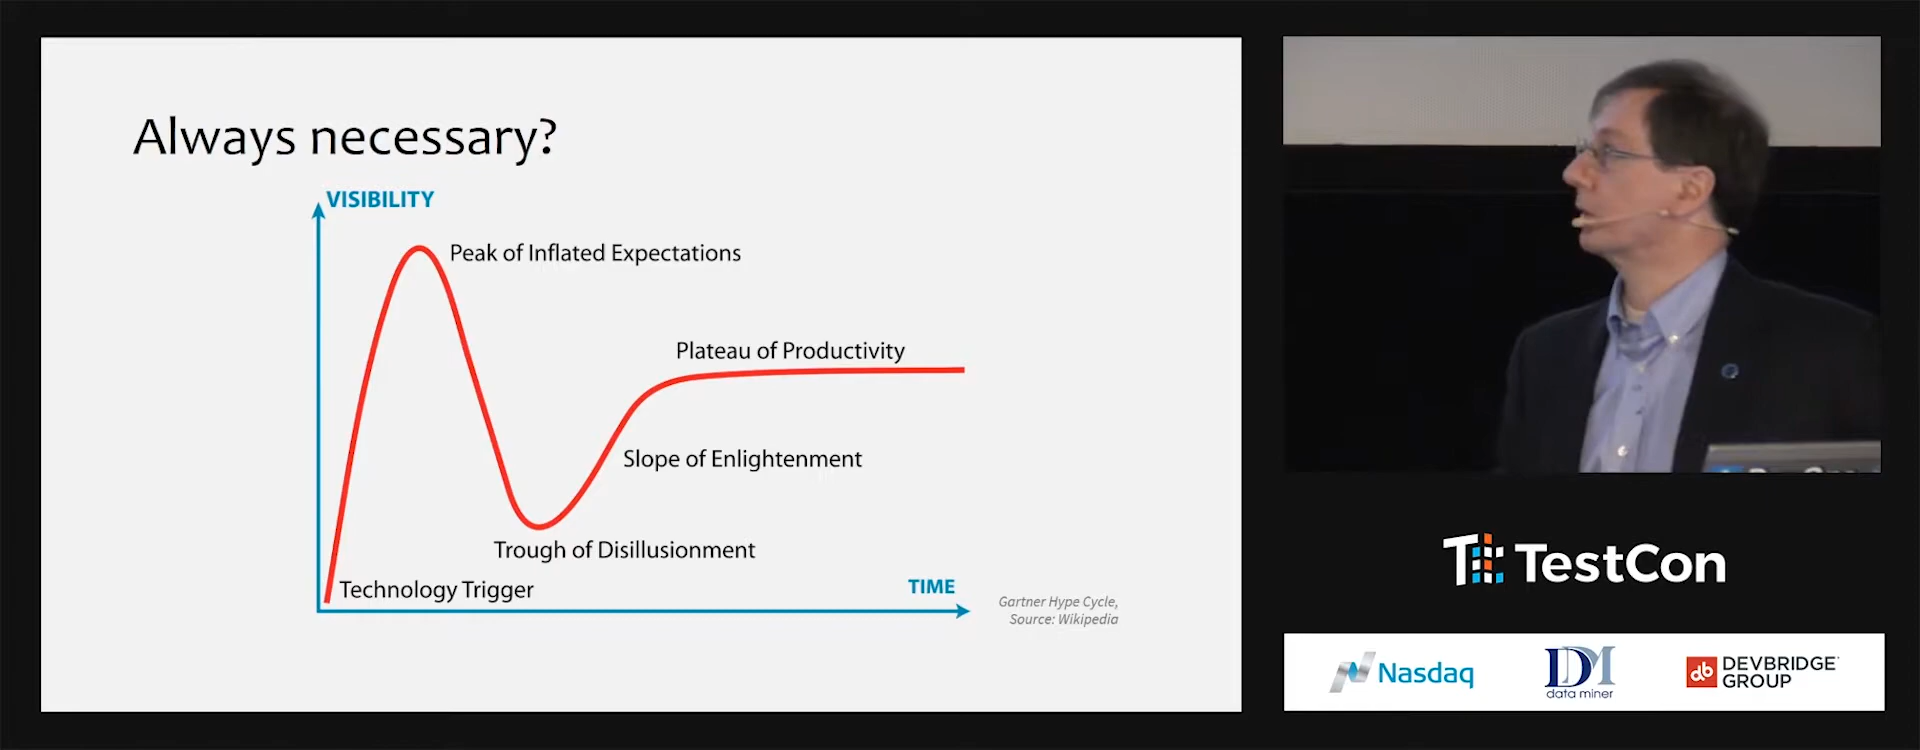 Always necessary?
VISIBILITY
Peak of Inflated Expectations
Plateau of Productivity
Slope of Enlightenment
Trough of Disillusionment
Technology Trigger
TIME
Gartner Hype Cycle,
Source: Wikipedia
TestCon
Nasdaq
DM
data miner
db
DEVBRIDGE
GROUP